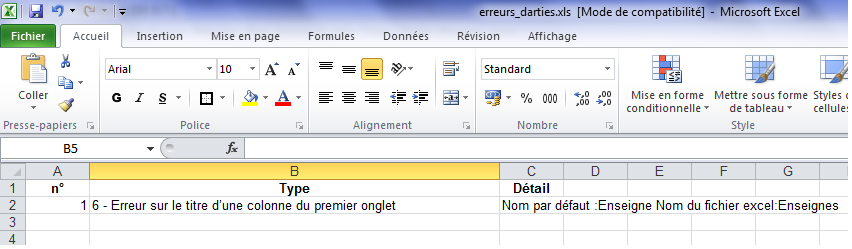 erreurs_darties.xls [Mode de compatibilité] - Microsoft Excel
Fichier Accueil Insertion Mise en page Formules Données Révision Affichage
Coller
Arial 10 A A
G I S A
Standard
% 000 ,00 ,0
Mise en forme conditionnelle
Mettre sous forme de tableau
Styles d
cellules
Presse-papiers Police Alignement Nombre Style
B5 fx
A B C D E F G
1 n° Type Détail
2 1 6 - Erreur sur le titre d'une colonne du premier onglet Nom par défaut :Enseigne Nom du fichier excel:Enseignes
3
4